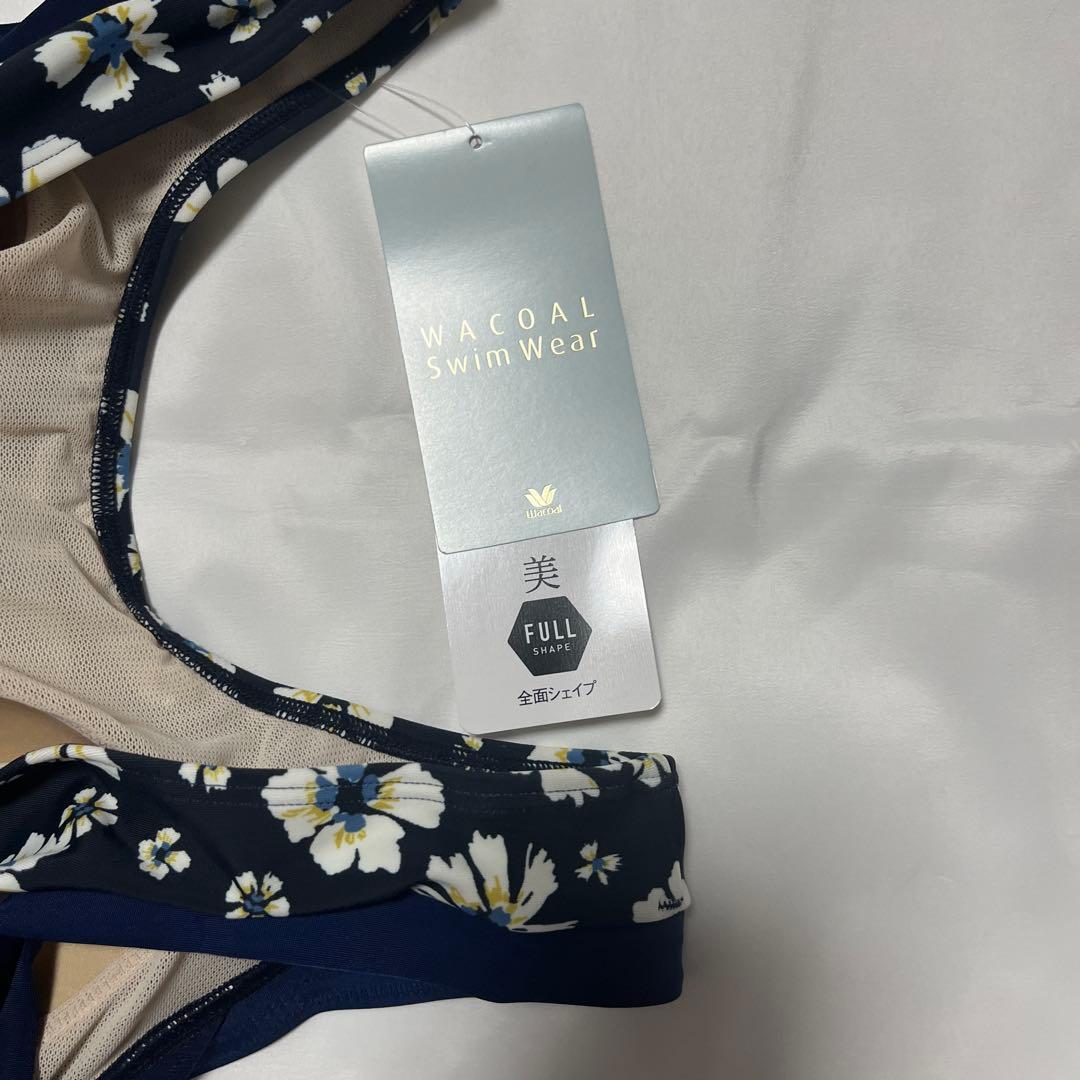 WACOAL
Swim Wear
Wacoal
美
FULL
SHAPE
全面シェイプ